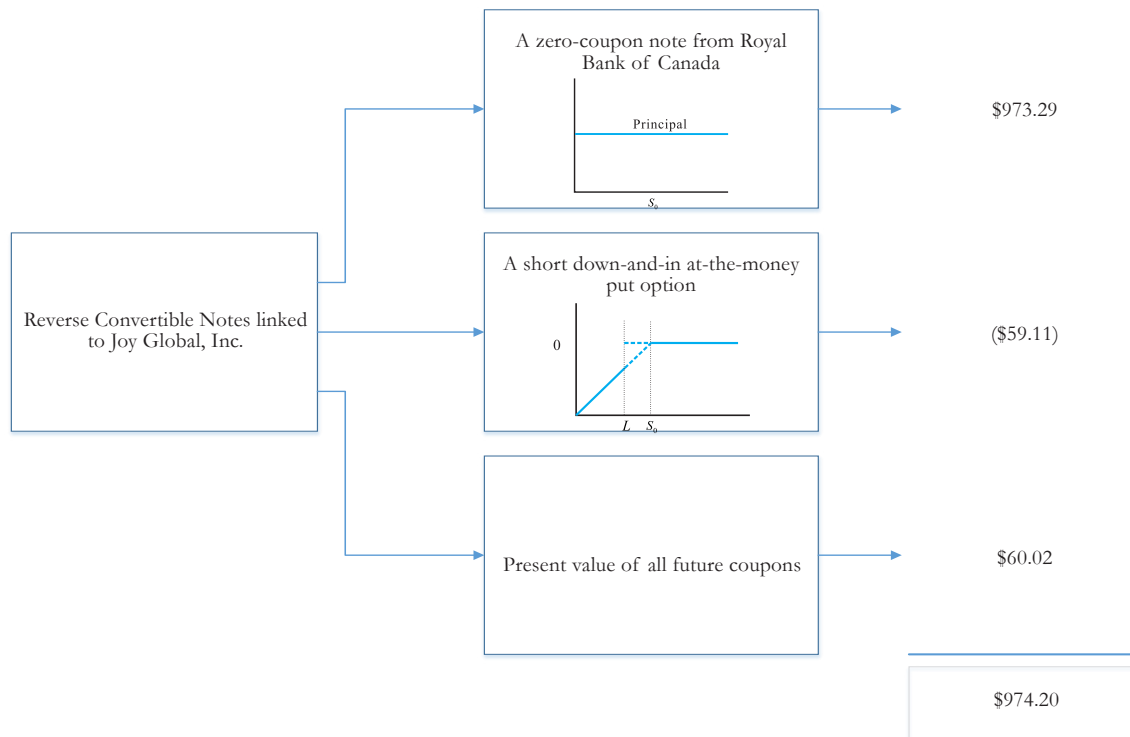 A zero-coupon note from Royal
Bank of Canada
Principal
S₀
$973.29
Reverse Convertible Notes linked
to Joy Global, Inc.
A short down-and-in at-the-money
put option
0
L S₀
($59.11)
Present value of all future coupons
$60.02
$974.20